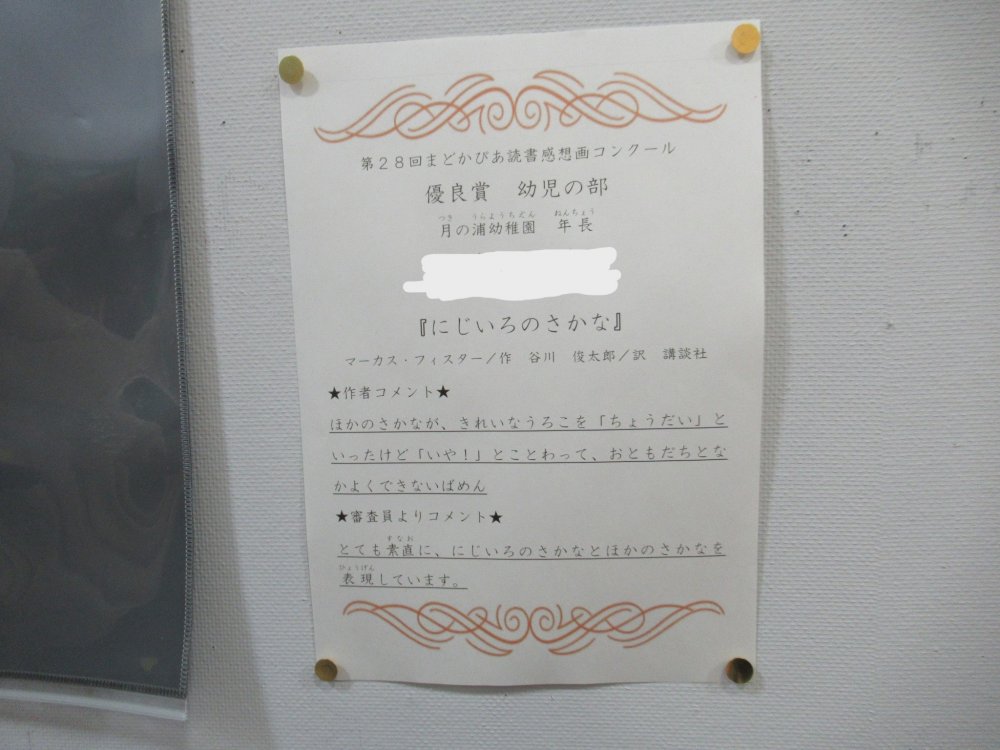 第２８回まどかぴあ読書感想画コンクール
優良賞　幼児の部
つき　うらようちえん　ねんちょう
月の浦幼稚園　年長
『にじいろのさかな』
マーカス・フィスター／作　谷川　俊太郎／訳　講談社
★作者コメント★
ほかのさかなが、きれいなうろこを「ちょうだい」と
いったけど「いや！」とことわって、おともだちとな
かよくできないばめん
★審査員よりコメント★
すなお
とても素直に、にじいろのさかなとほかのさかなを
ひょうげん
表現しています。